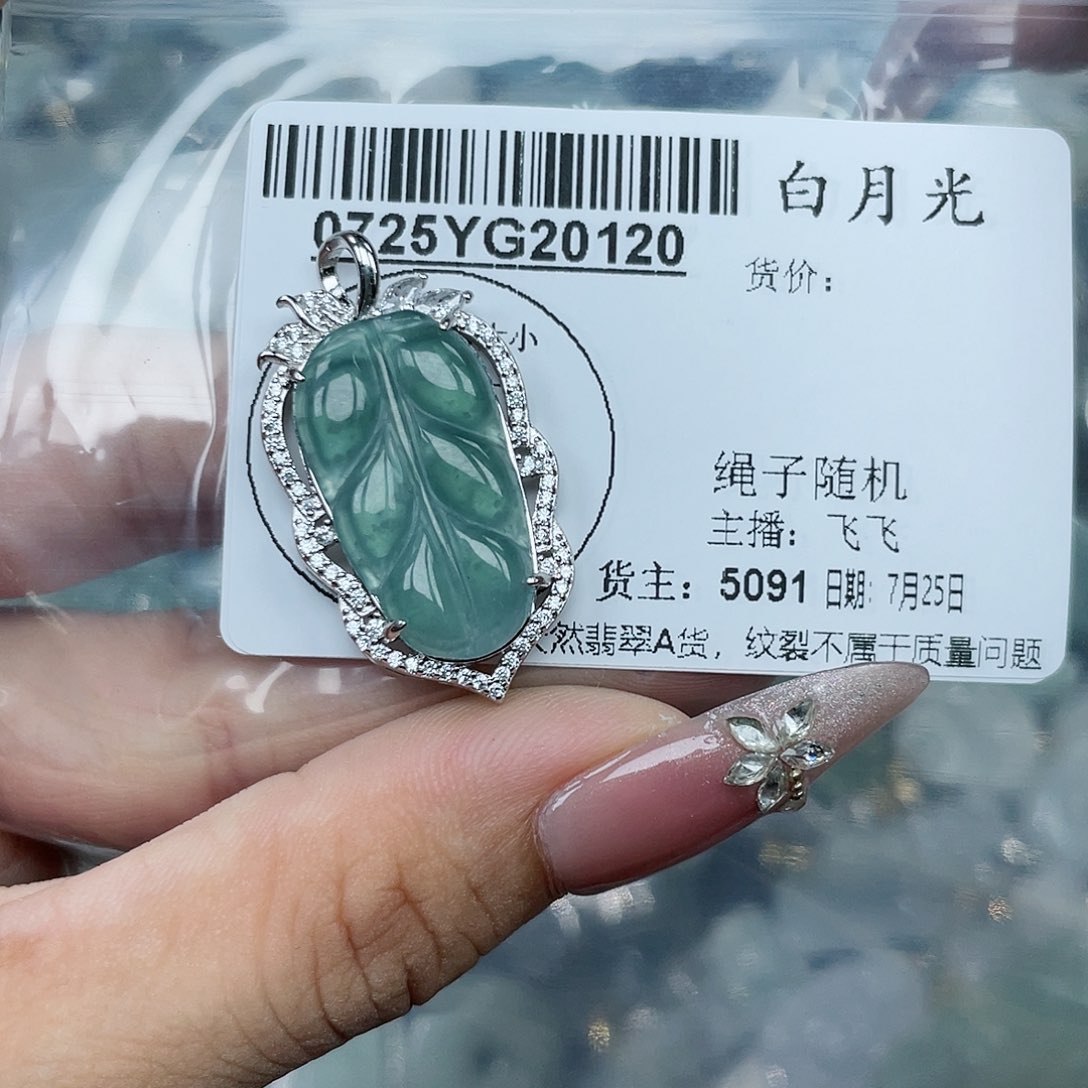 白月光
0725YG20120
货价：
小
绳子随机
主播：飞飞
货主：5091 日期：7月25日
然翡翠A货，纹裂不属于质量问题